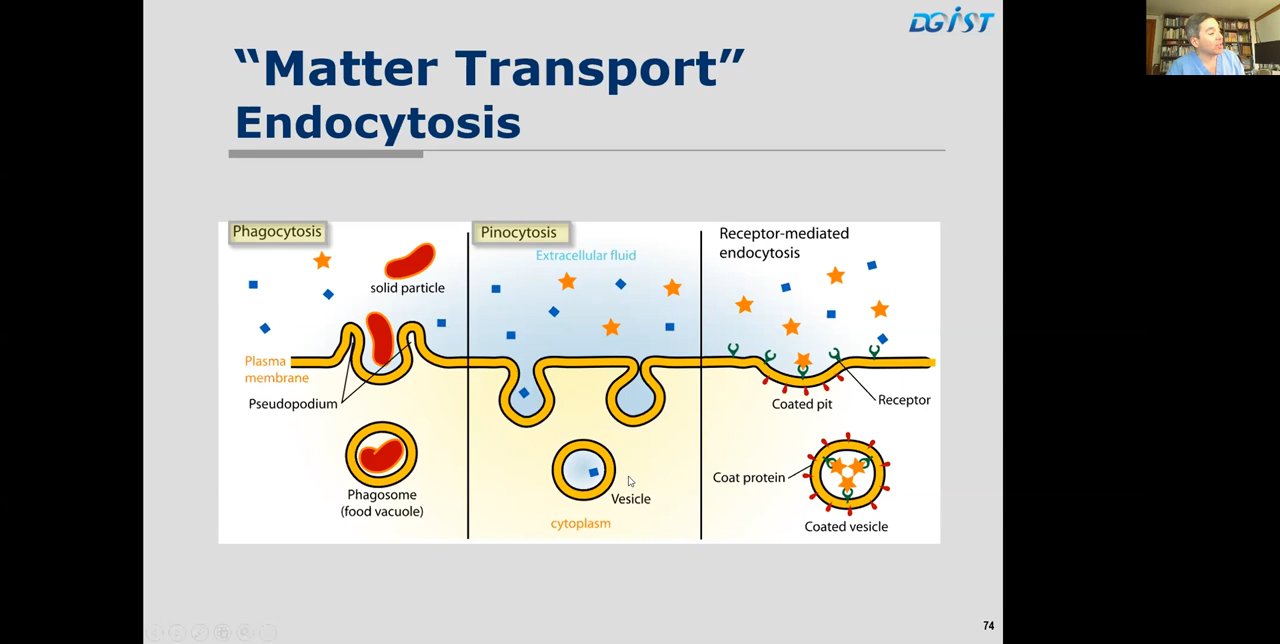 DGIST
“Matter Transport”
Endocytosis
Phagocytosis
solid particle
Plasma
membrane
Pseudopodium
Phagosome
(food vacuole)
Pinocytosis
Extracellular fluid
Vesicle
cytoplasm
Receptor-mediated
endocytosis
Coated pit
Receptor
Coat protein
Coated vesicle
74